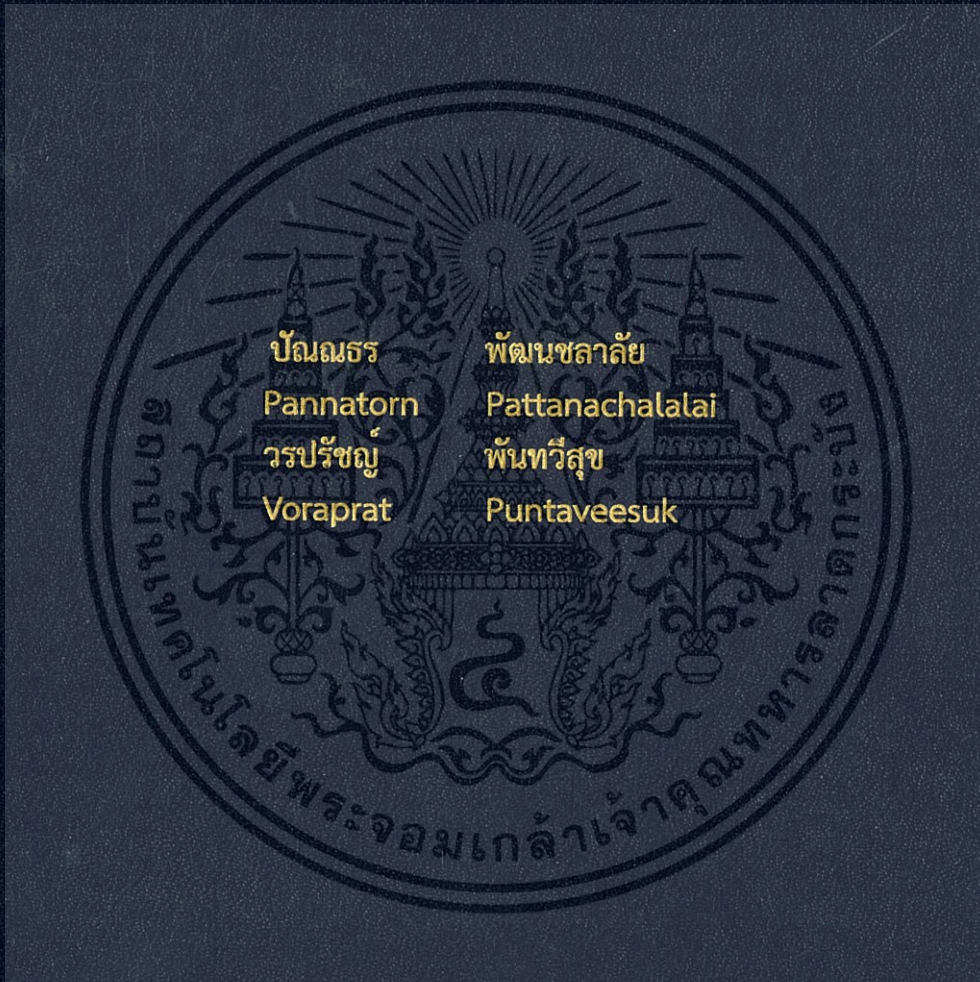 ปัณณธร พัฒนชลาลัย
Pannatorn Pattanachalalai
วรปรัชญ์ พันทวีสุข
Voraprat Puntaveesuk
๔
สถาบันเทคโนโลยีพระจอมเกล้าเจ้าคุณทหารลาดกระบัง